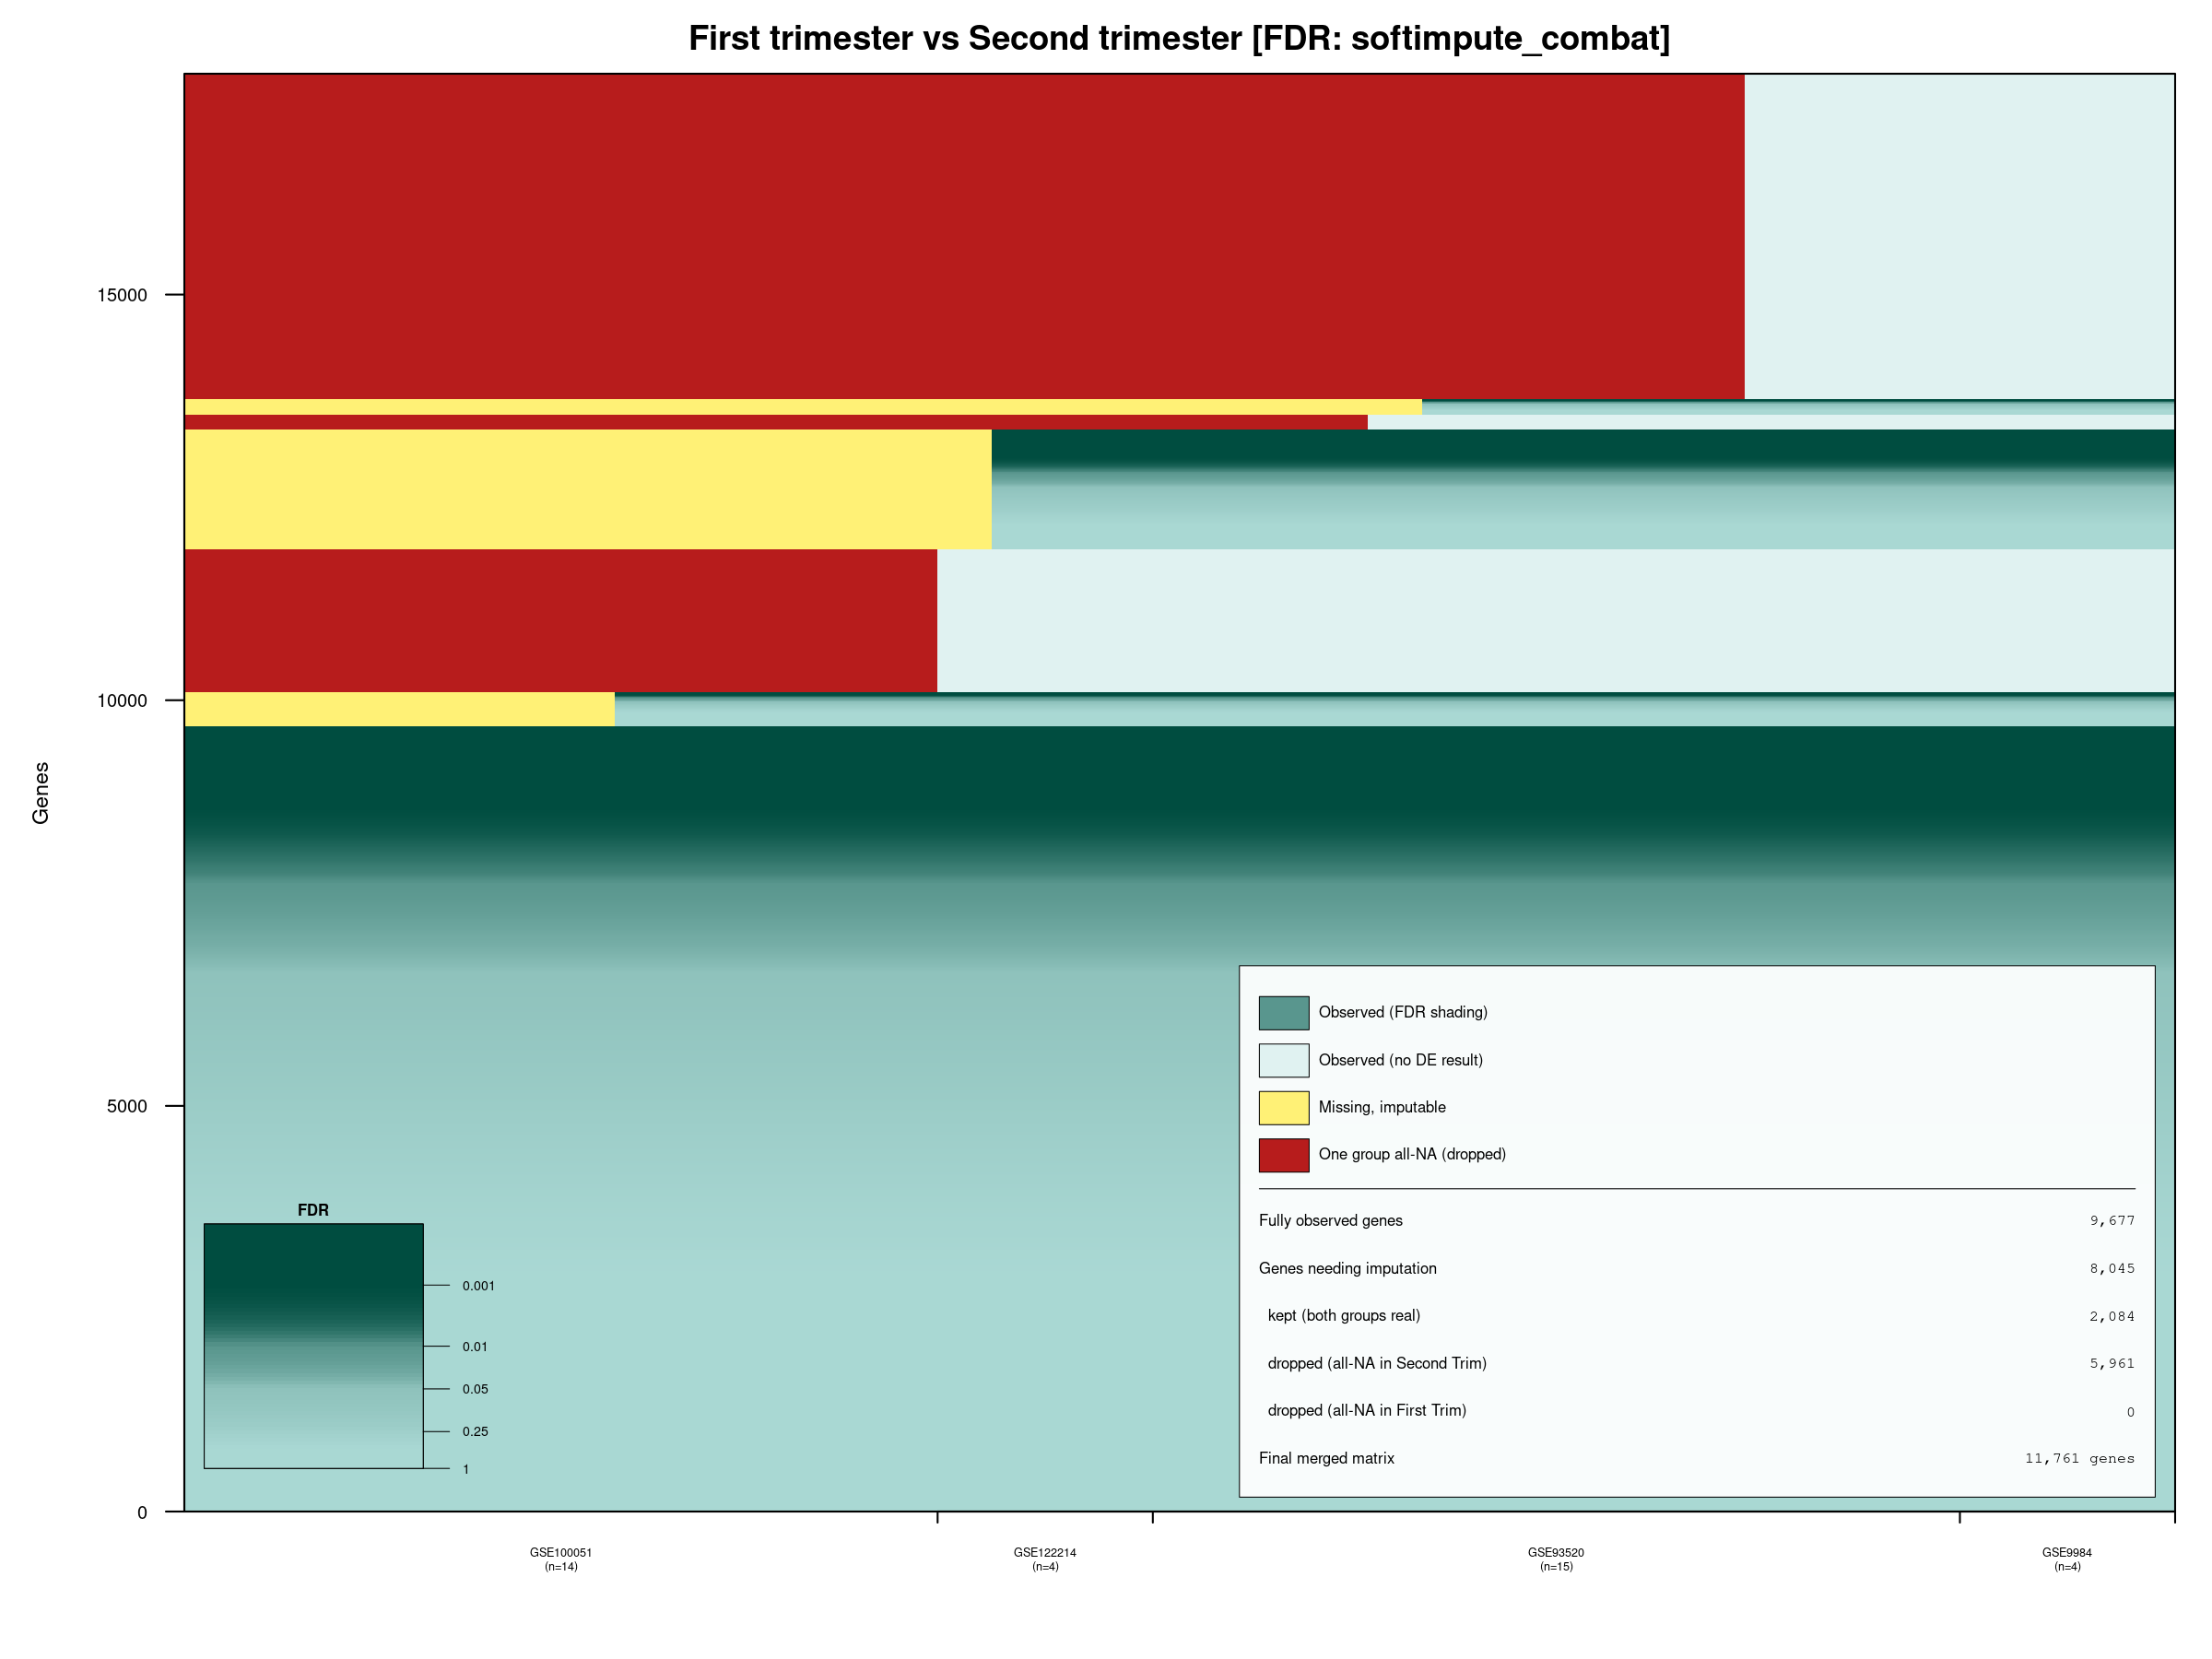 First trimester vs Second trimester [FDR: softimpute_combat]
Genes
15000
10000
5000
0
Observed (FDR shading)
Observed (no DE result)
Missing, imputable
One group all-NA (dropped)
Fully observed genes 9,677
Genes needing imputation 8,045
kept (both groups real) 2,084
dropped (all-NA in Second Trim) 5,961
dropped (all-NA in First Trim) 0
Final merged matrix 11,761 genes
FDR
0.001
0.01
0.05
0.25
1
GSE100051
(n=14)
GSE122214
(n=4)
GSE93520
(n=15)
GSE9984
(n=4)